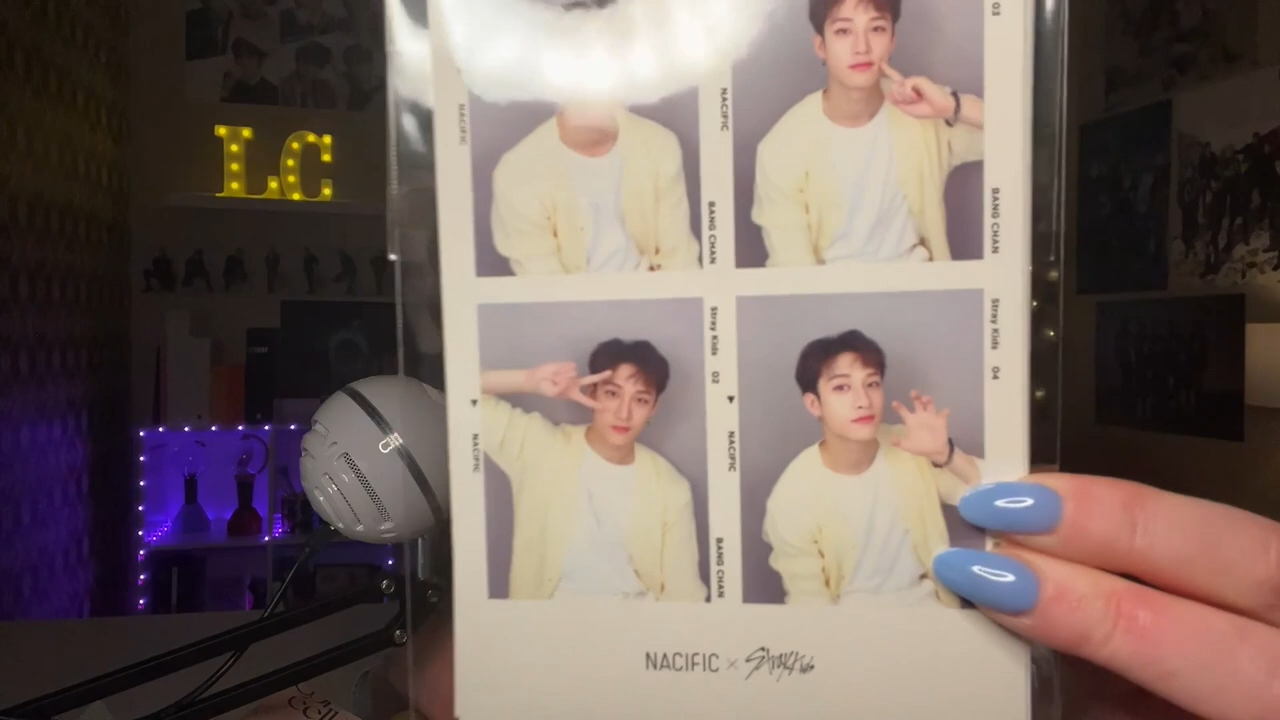 LC
NACIFIC
BANG CHAN
NACIFIC
03
BANG CHAN
NACIFIC
Stray Kids 02
BANG CHAN
NACIFIC
Stray Kids 04
NACIFIC × Stray Kids